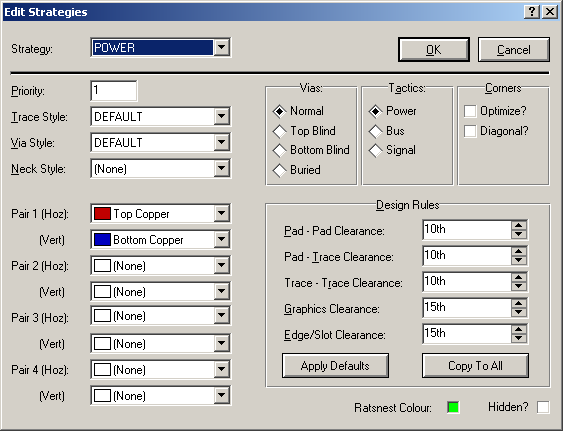 Edit Strategies
Strategy: POWER OK Cancel
Priority: 1
Trace Style: DEFAULT
Via Style: DEFAULT
Neck Style: (None)
Vias:
Normal
Top Blind
Bottom Blind
Buried
Tactics:
Power
Bus
Signal
Corners
Optimize?
Diagonal?
Pair 1 (Hoz): Top Copper
(Vert) Bottom Copper
Pair 2 (Hoz): (None)
(Vert) (None)
Pair 3 (Hoz): (None)
(Vert) (None)
Pair 4 (Hoz): (None)
(Vert) (None)
Design Rules
Pad - Pad Clearance: 10th
Pad - Trace Clearance: 10th
Trace - Trace Clearance: 10th
Graphics Clearance: 15th
Edge/Slot Clearance: 15th
Apply Defaults Copy To All
Ratsnest Colour: Hidden?